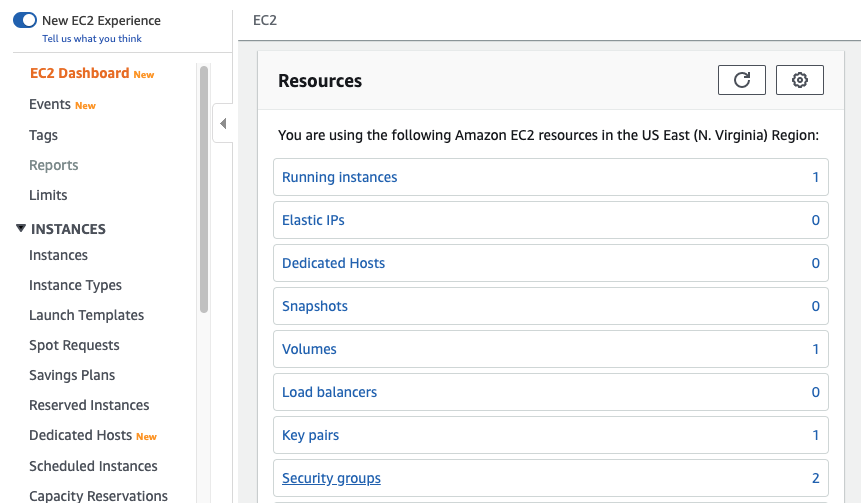 New EC2 Experience
Tell us what you think
EC2 Dashboard New
Events New
Tags
Reports
Limits
INSTANCES
Instances
Instance Types
Launch Templates
Spot Requests
Savings Plans
Reserved Instances
Dedicated Hosts New
Scheduled Instances
Capacity Reservations
EC2
Resources
You are using the following Amazon EC2 resources in the US East (N. Virginia) Region:
Running instances 1
Elastic IPs 0
Dedicated Hosts 0
Snapshots 0
Volumes 1
Load balancers 0
Key pairs 1
Security groups 2